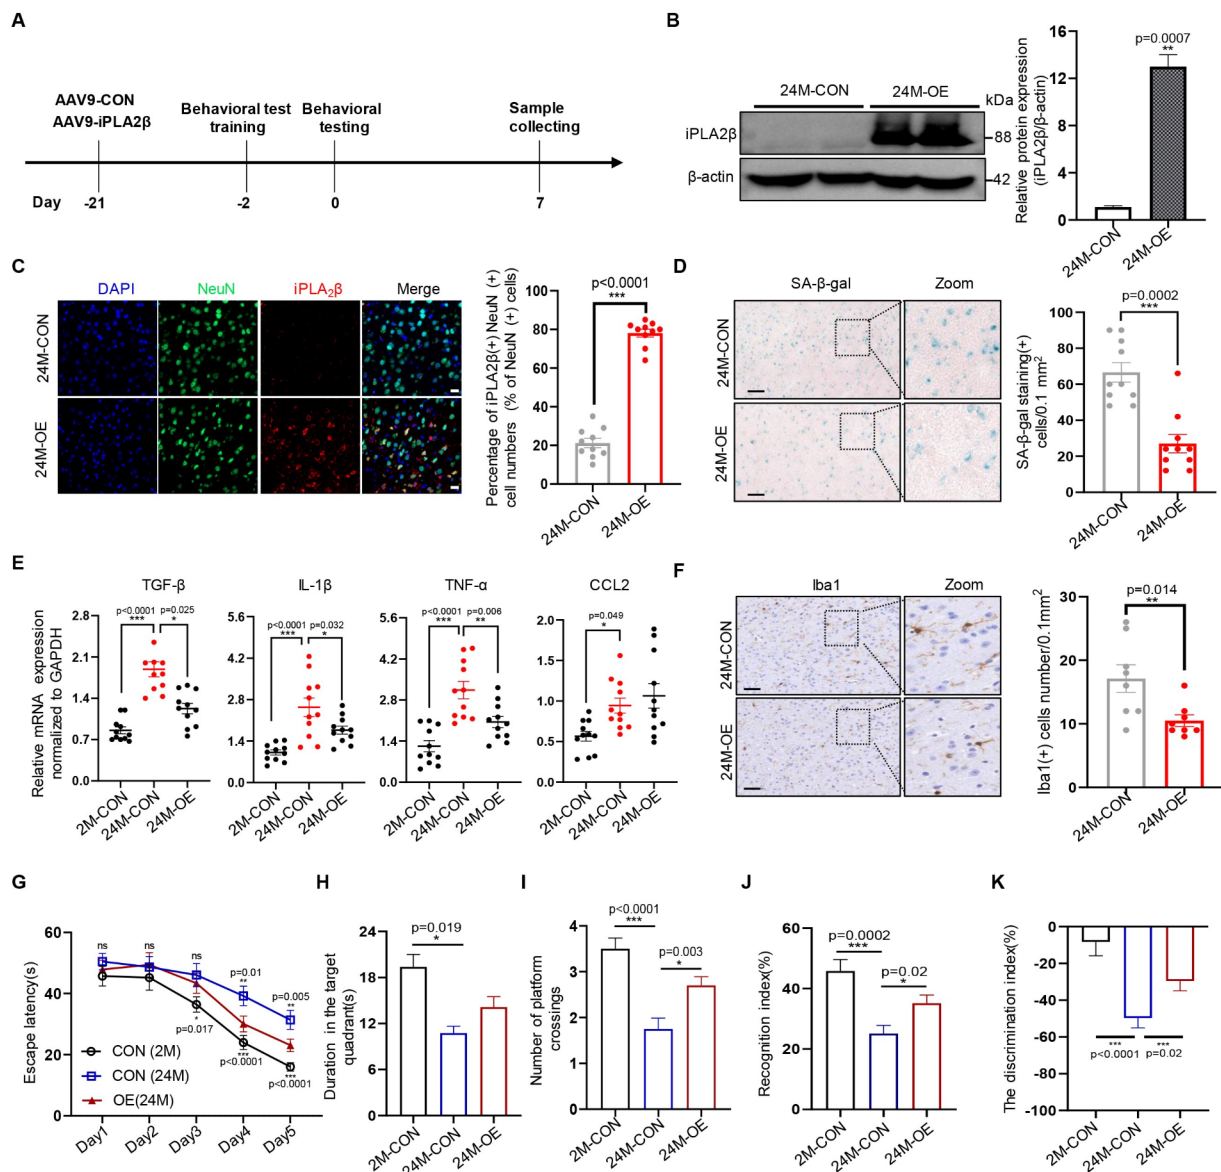 A
AAV9-CON
AAV9-iPLA2β
Behavioral test
training
Behavioral
testing
Sample
collecting
Day
-21
-2
0
7
B
24M-CON
24M-OE
kDa
iPLA2β
88
β-actin
42
Relative protein expression
(iPLA2β/β-actin)
16
12
8
4
0
p=0.0007
**
24M-CON
24M-OE
C
DAPI
NeuN
iPLA₂β
Merge
24M-CON
24M-OE
Percentage of iPLA2β(+) NeuN (+)
cell numbers (% of NeuN (+) cells)
100
80
60
40
20
0
p<0.0001
***
24M-CON
24M-OE
D
SA-β-gal
Zoom
24M-CON
24M-OE
SA-β-gal staining(+)
cells/0.1 mm²
100
80
60
40
20
0
p=0.0002
***
24M-CON
24M-OE
E
Relative mRNA expression
normalized to GAPDH
TGF-β
2.8
2.1
1.4
0.7
0.0
p<0.0001
***
p=0.025
*
2M-CON
24M-CON
24M-OE
IL-1β
5.6
4.2
2.8
1.4
0.0
p<0.0001
***
p=0.032
*
2M-CON
24M-CON
24M-OE
TNF-α
5.6
4.2
2.8
1.4
0.0
p<0.0001
***
p=0.006
**
2M-CON
24M-CON
24M-OE
CCL2
2.0
1.5
1.0
0.5
0.0
p=0.049
*
2M-CON
24M-CON
24M-OE
F
Iba1
Zoom
24M-CON
24M-OE
Iba1(+) cells number/0.1mm²
30
20
10
0
p=0.014
**
24M-CON
24M-OE
G
Escape latency(s)
60
40
20
0
ns
ns
ns
p=0.01
**
p=0.005
**
*
p=0.017
***
p<0.0001
***
p<0.0001
CON (2M)
CON (24M)
OE(24M)
Day1
Day2
Day3
Day4
Day5
H
Duration in the target
quadrant(s)
24
18
12
6
0
p=0.019
*
2M-CON
24M-CON
24M-OE
I
Number of platform
crossings
4
3
2
1
0
p<0.0001
***
p=0.003
*
2M-CON
24M-CON
24M-OE
J
Recognition index(%)
60
40
20
0
p=0.0002
***
p=0.02
*
2M-CON
24M-CON
24M-OE
K
The discrimination index(%)
0
-20
-40
-60
-80
-100
***
p<0.0001
***
p=0.02
2M-CON
24M-CON
24M-OE